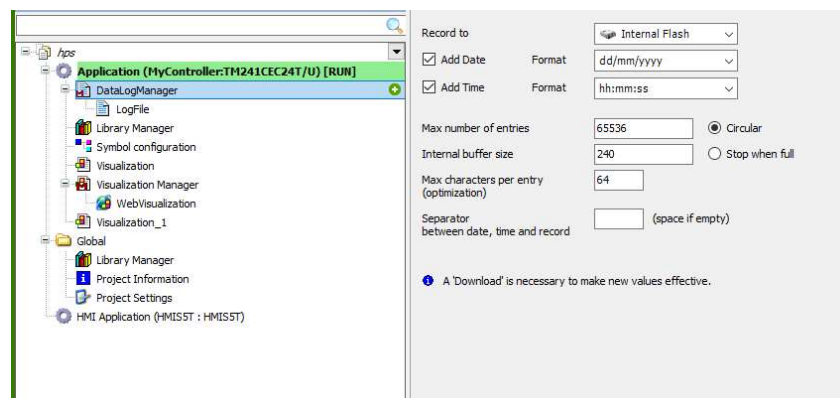 hps
Application (MyController:TM241CEC24T/U) [RUN]
DataLogManager
LogFile
Library Manager
Symbol configuration
Visualization
Visualization Manager
WebVisualization
Visualization_1
Global
Library Manager
Project Information
Project Settings
HMI Application (HMIS5T : HMIS5T)
Record to Internal Flash
Add Date Format dd/mm/yyyy
Add Time Format hh:mm:ss
Max number of entries 65536 Circular
Internal buffer size 240 Stop when full
Max characters per entry 64
(optimization)
Separator (space if empty)
between date, time and record
A 'Download' is necessary to make new values effective.